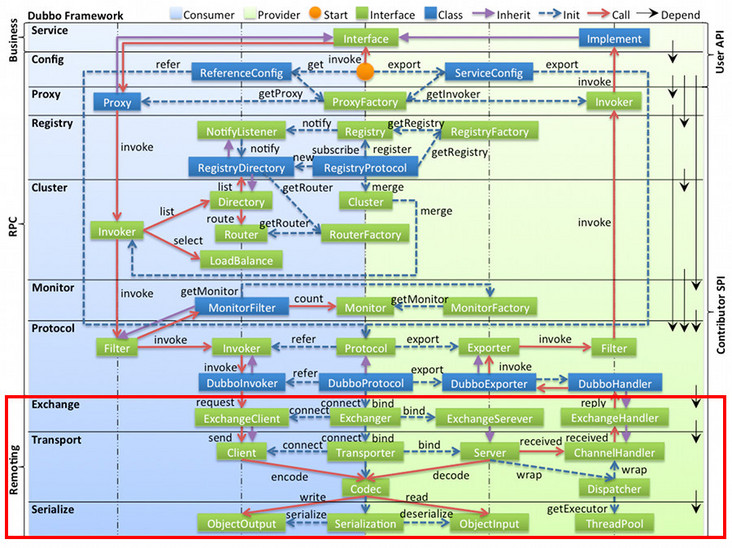 Dubbo Framework
Consumer
Provider
Start
Interface
Class
Inherit
Init
Call
Depend
Business
RPC
Remoting
User API
Contributor SPI
Service
Interface
Implement
Config
invoke
refer
ReferenceConfig
get
export
ServiceConfig
export
invoke
Proxy
Proxy
getProxy
ProxyFactory
getInvoker
Invoker
Registry
NotifyListener
notify
Registry
getRegistry
RegistryFactory
invoke
notify
subscribe
register
getRegistry
RegistryDirectory
new
RegistryProtocol
Cluster
list
getRouter
merge
Directory
Cluster
merge
list
route
Invoker
Router
getRouter
RouterFactory
invoke
select
LoadBalance
Monitor
invoke
getMonitor
MonitorFilter
count
Monitor
getMonitor
MonitorFactory
Protocol
Filter
invoke
Invoker
refer
Protocol
export
Exporter
invoke
Filter
invoke
invoke
DubboInvoker
refer
DubboProtocol
export
DubboExporter
DubboHandler
Exchange
request
connect
bind
reply
ExchangeClient
connect
Exchanger
bind
ExchangeSerever
ExchangeHandler
Transport
send
connect
bind
received
received
Client
connect
Transporter
bind
Server
ChannelHandler
encode
decode
wrap
wrap
Codec
Dispatcher
Serialize
write
read
getExecutor
ObjectOutput
serialize
Serialization
deserialize
ObjectInput
ThreadPool